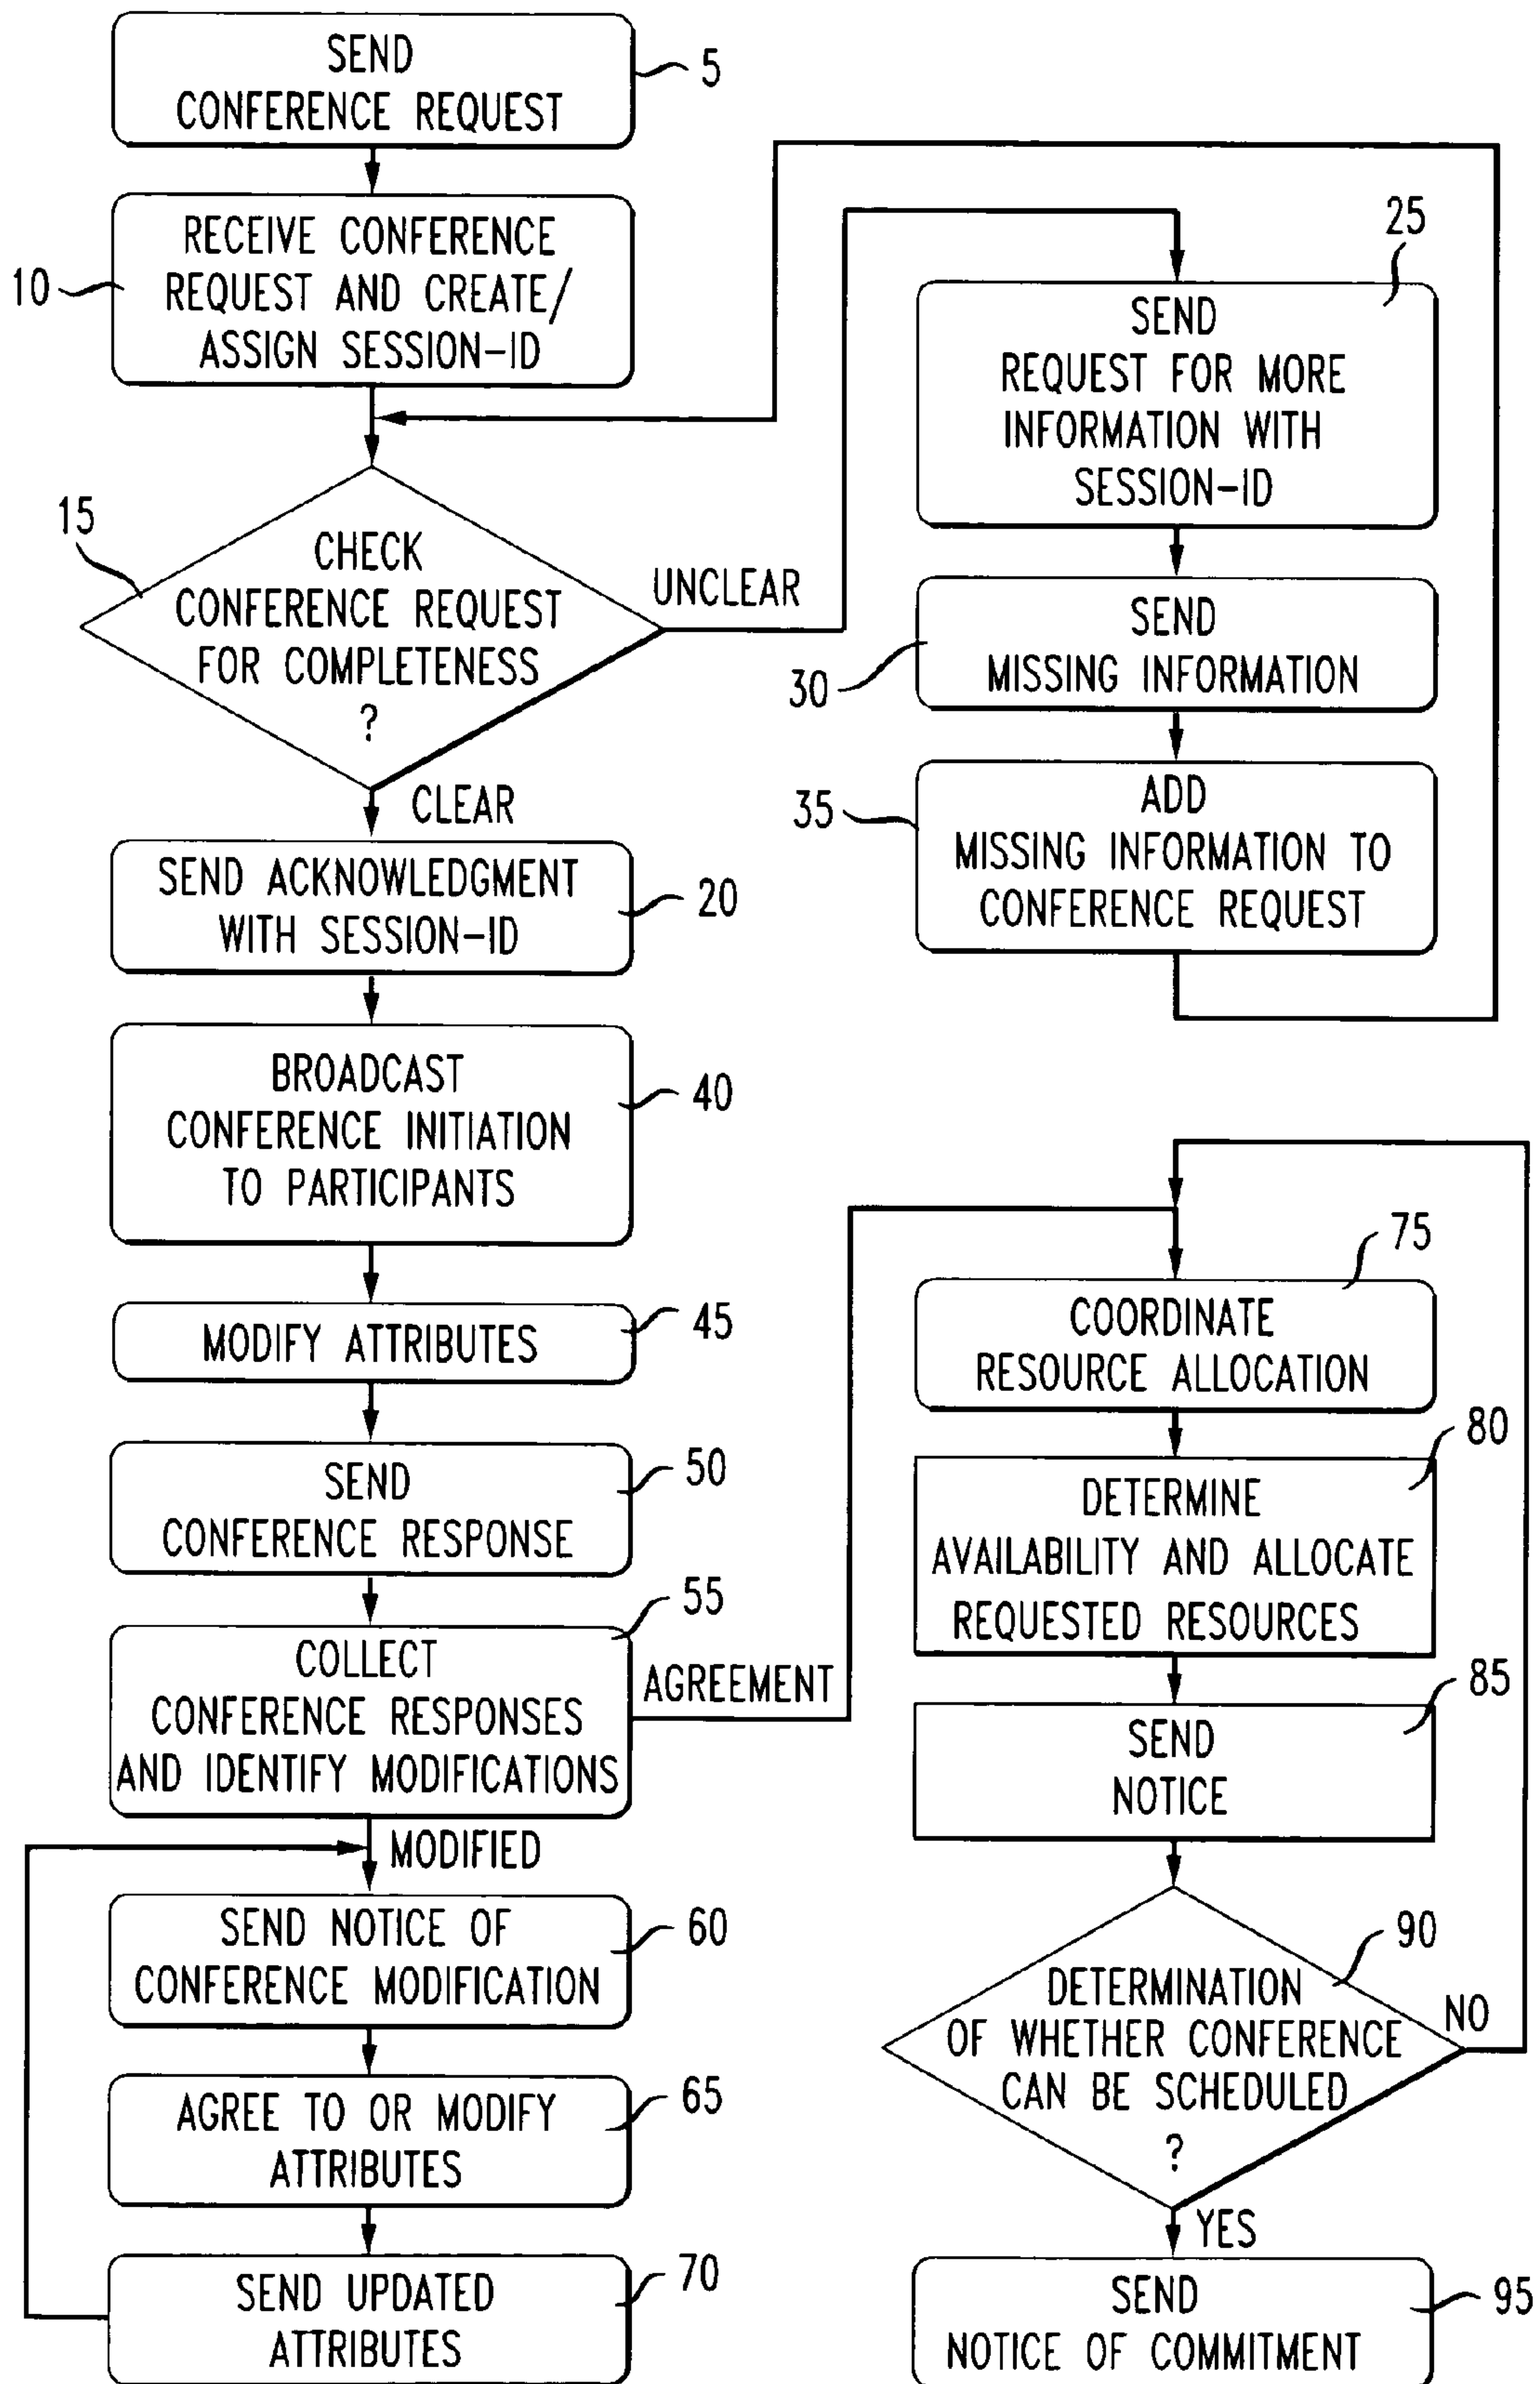 SEND
CONFERENCE REQUEST
5
RECEIVE CONFERENCE
REQUEST AND CREATE/
ASSIGN SESSION-ID
10
CHECK
CONFERENCE REQUEST
FOR COMPLETENESS
?
15
UNCLEAR
CLEAR
SEND ACKNOWLEDGMENT
WITH SESSION-ID
20
SEND
REQUEST FOR MORE
INFORMATION WITH
SESSION-ID
25
SEND
MISSING INFORMATION
30
ADD
MISSING INFORMATION TO
CONFERENCE REQUEST
35
BROADCAST
CONFERENCE INITIATION
TO PARTICIPANTS
40
MODIFY ATTRIBUTES
45
SEND
CONFERENCE RESPONSE
50
COLLECT
CONFERENCE RESPONSES
AND IDENTIFY MODIFICATIONS
55
AGREEMENT
MODIFIED
SEND NOTICE OF
CONFERENCE MODIFICATION
60
AGREE TO OR MODIFY
ATTRIBUTES
65
SEND UPDATED
ATTRIBUTES
70
COORDINATE
RESOURCE ALLOCATION
75
DETERMINE
AVAILABILITY AND ALLOCATE
REQUESTED RESOURCES
80
SEND
NOTICE
85
DETERMINATION
OF WHETHER CONFERENCE
CAN BE SCHEDULED
?
90
NO
YES
SEND
NOTICE OF COMMITMENT
95